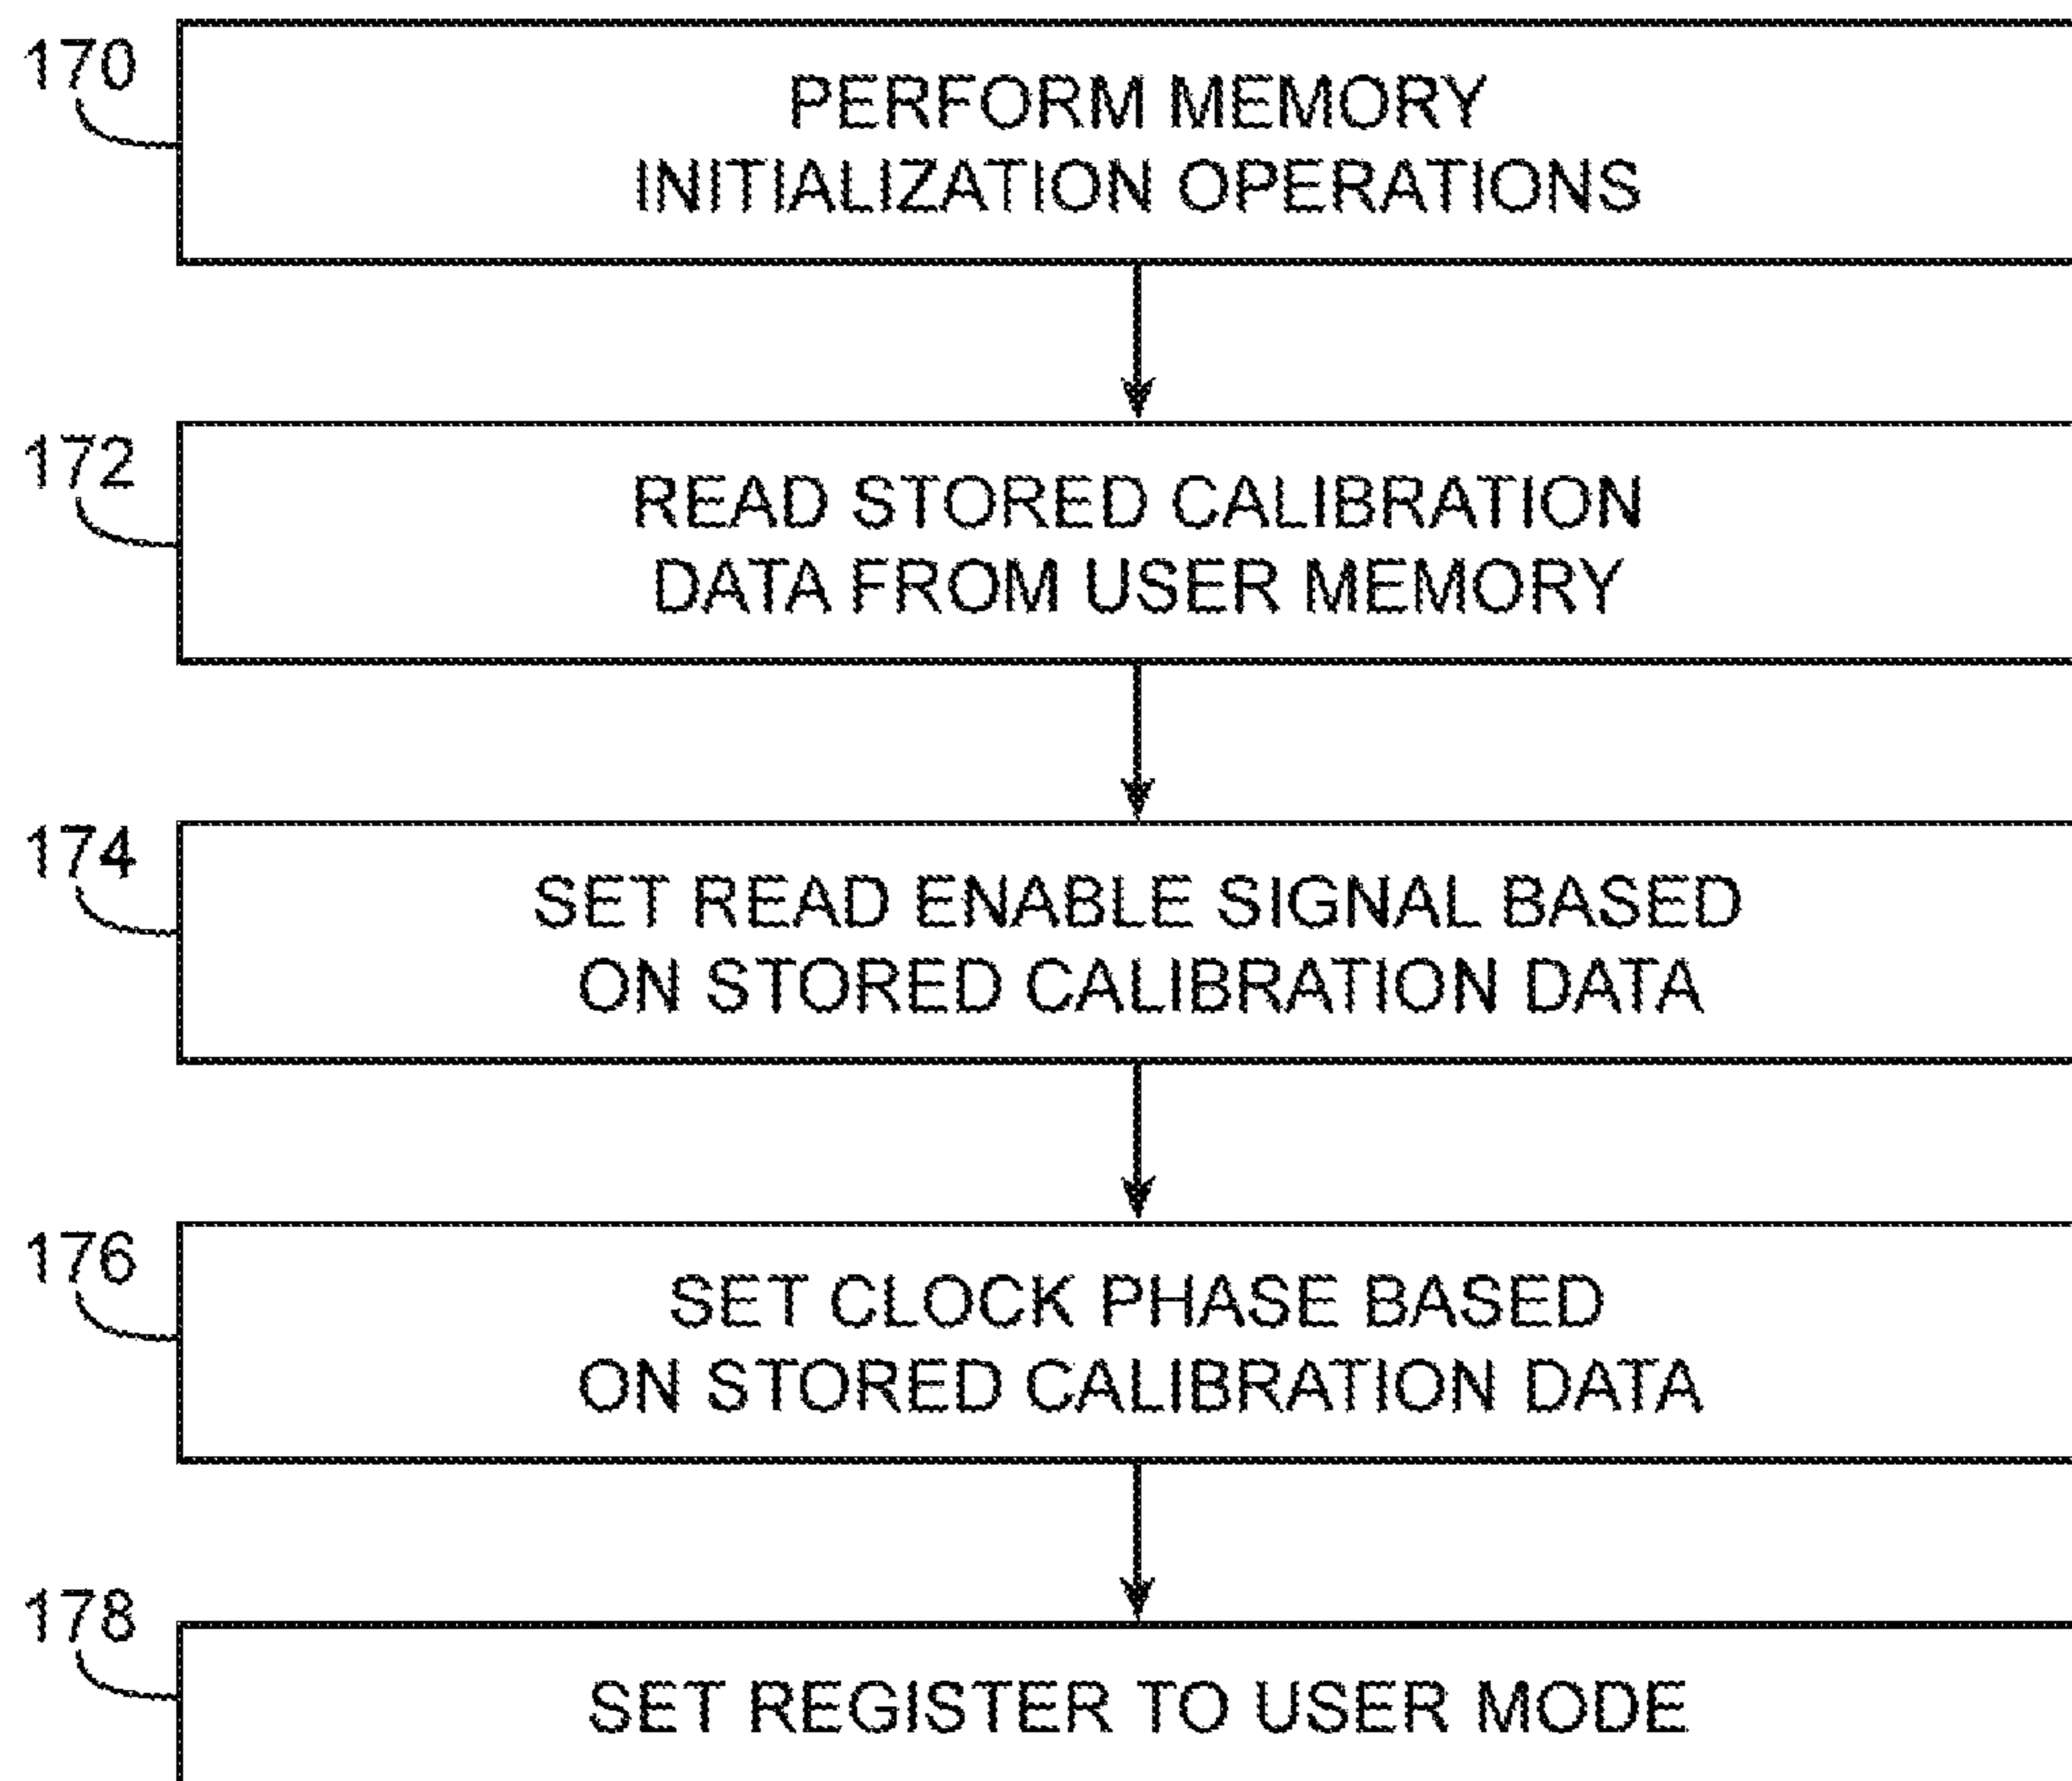 170
PERFORM MEMORY
INITIALIZATION OPERATIONS
172
READ STORED CALIBRATION
DATA FROM USER MEMORY
174
SET READ ENABLE SIGNAL BASED
ON STORED CALIBRATION DATA
176
SET CLOCK PHASE BASED
ON STORED CALIBRATION DATA
178
SET REGISTER TO USER MODE